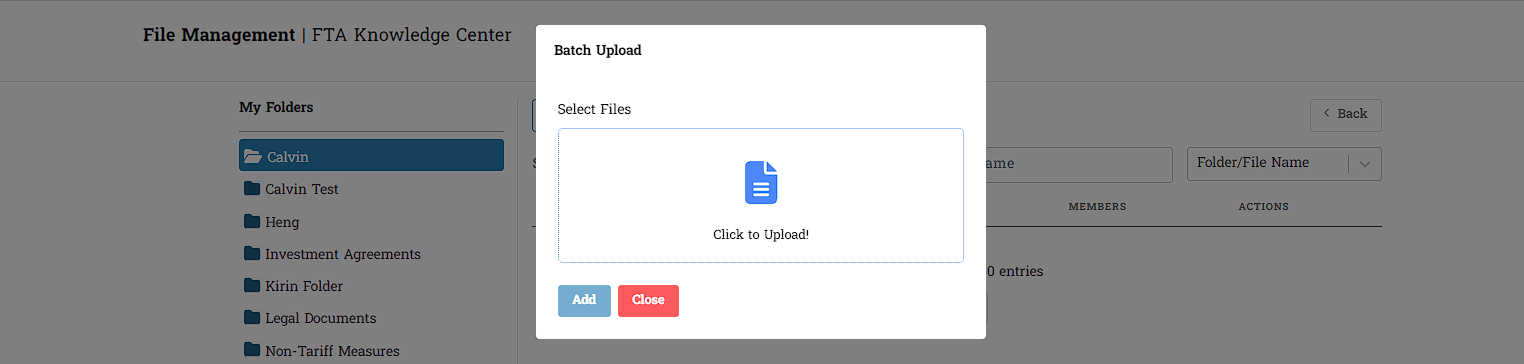 File Management | FTA Knowledge Center
Batch Upload
My Folders
Select Files
Back
Calvin
ame
Folder/File Name
Calvin Test
MEMBERS
ACTIONS
Heng
Click to Upload!
Investment Agreements
0 entries
Kirin Folder
Add
Close
Legal Documents
Non-Tariff Measures